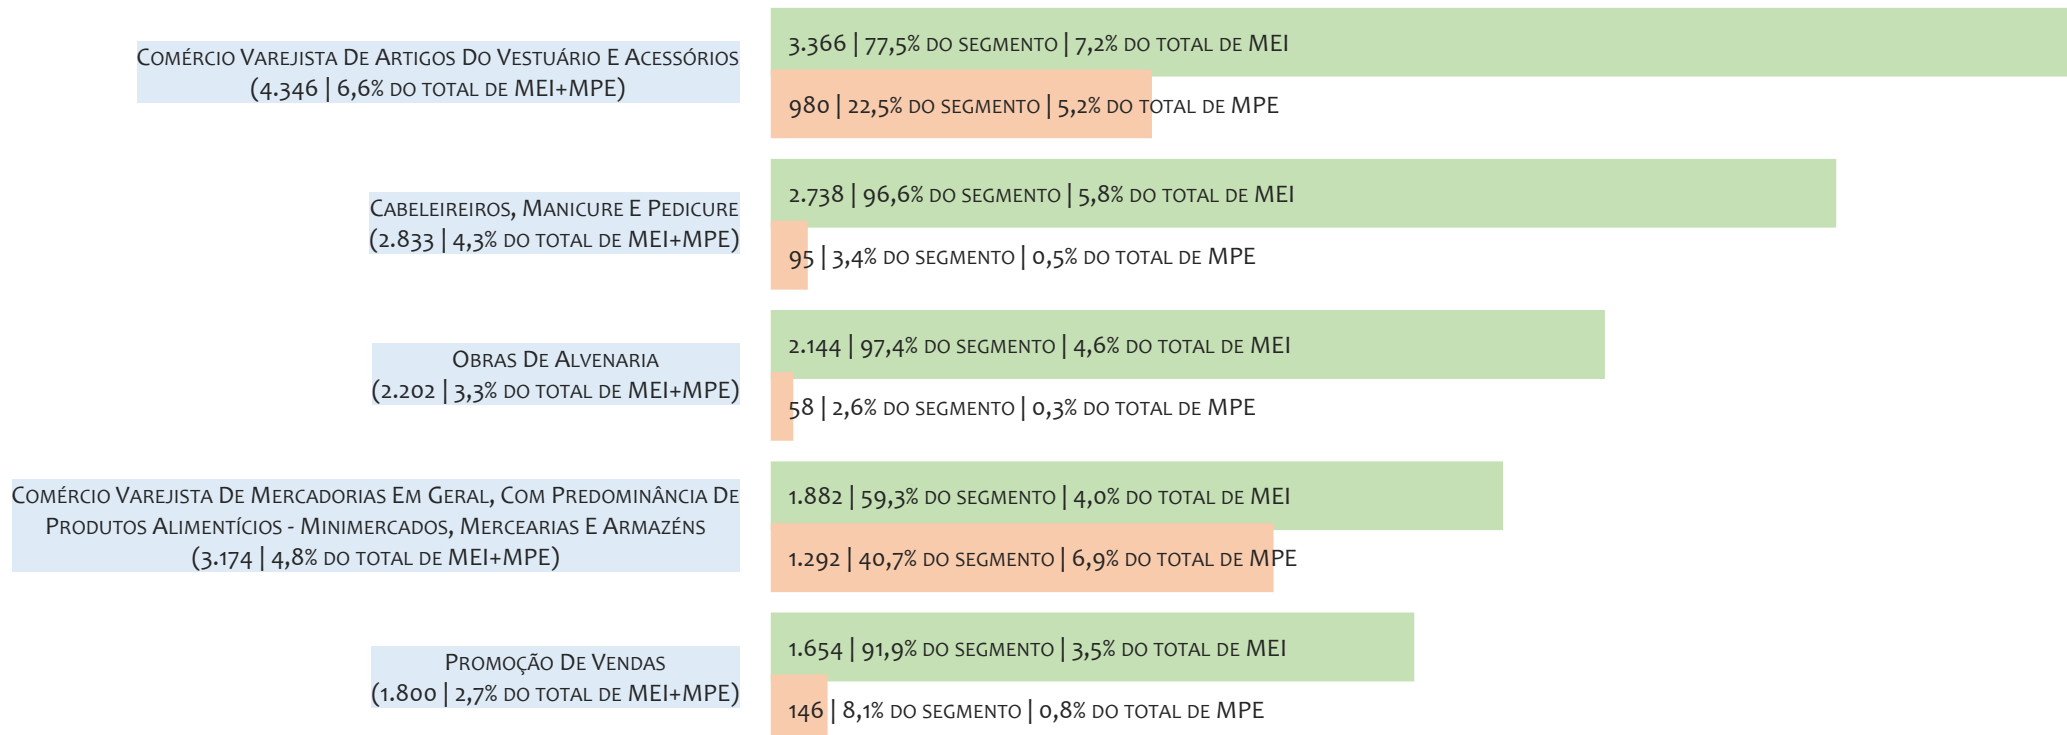 Comércio Varejista De Artigos Do Vestuário E Acessórios
(4.346 | 6,6% do total de MEI+MPE)
3.366 | 77,5% do segmento | 7,2% do total de MEI
980 | 22,5% do segmento | 5,2% do total de MPE
Cabeleireiros, Manicure E Pedicure
(2.833 | 4,3% do total de MEI+MPE)
2.738 | 96,6% do segmento | 5,8% do total de MEI
95 | 3,4% do segmento | 0,5% do total de MPE
Obras De Alvenaria
(2.202 | 3,3% do total de MEI+MPE)
2.144 | 97,4% do segmento | 4,6% do total de MEI
58 | 2,6% do segmento | 0,3% do total de MPE
Comércio Varejista De Mercadorias Em Geral, Com Predominância De
Produtos Alimentícios - Minimercados, Mercearias E Armazéns
(3.174 | 4,8% do total de MEI+MPE)
1.882 | 59,3% do segmento | 4,0% do total de MEI
1.292 | 40,7% do segmento | 6,9% do total de MPE
Promoção De Vendas
(1.800 | 2,7% do total de MEI+MPE)
1.654 | 91,9% do segmento | 3,5% do total de MEI
146 | 8,1% do segmento | 0,8% do total de MPE